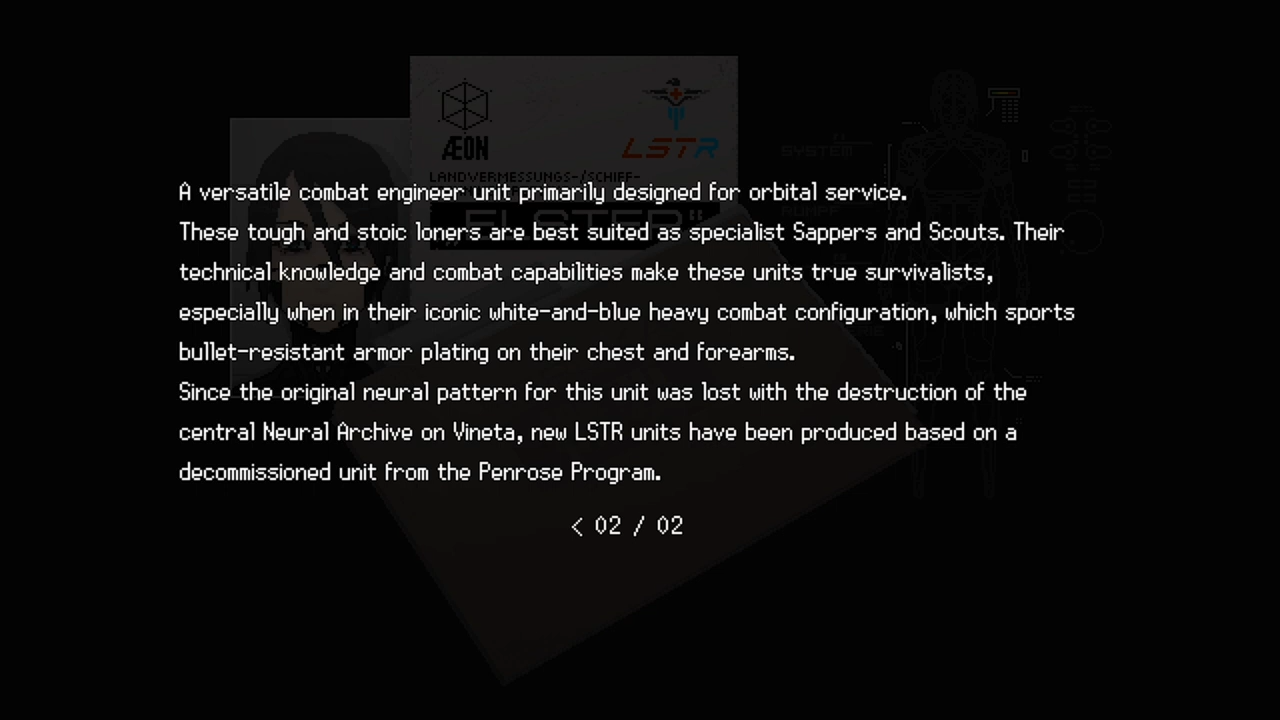 ÆON
LSTR
LANDVERMESSUNGS-/SCHIFF-
„ELSTER“
SYSTEM
A versatile combat engineer unit primarily designed for orbital service.
These tough and stoic loners are best suited as specialist Sappers and Scouts. Their
technical knowledge and combat capabilities make these units true survivalists,
especially when in their iconic white-and-blue heavy combat configuration, which sports
bullet-resistant armor plating on their chest and forearms.
Since the original neural pattern for this unit was lost with the destruction of the
central Neural Archive on Vineta, new LSTR units have been produced based on a
decommissioned unit from the Penrose Program.
< 02 / 02